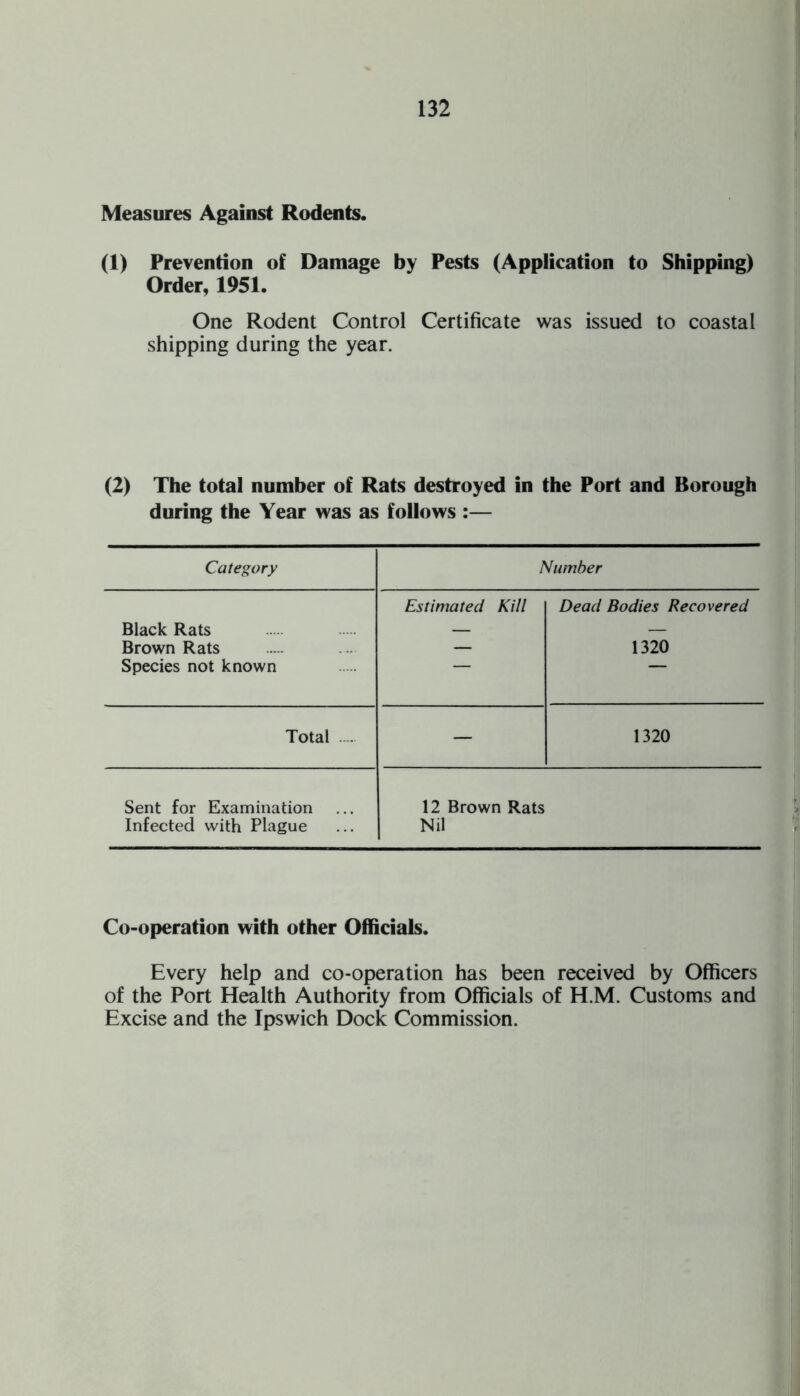 132
Measures Against Rodents.
(1) Prevention of Damage by Pests (Application to Shipping)
Order, 1951.
One Rodent Control Certificate was issued to coastal
shipping during the year.
(2) The total number of Rats destroyed in the Port and Borough
during the Year was as follows :—
Category Number
Estimated Kill Dead Bodies Recovered
Black Rats ..... ..... — —
Brown Rats ..... ..... — 1320
Species not known ..... — —
Total ..... — 1320
Sent for Examination ... 12 Brown Rats
Infected with Plague ... Nil
Co-operation with other Officials.
Every help and co-operation has been received by Officers
of the Port Health Authority from Officials of H.M. Customs and
Excise and the Ipswich Dock Commission.